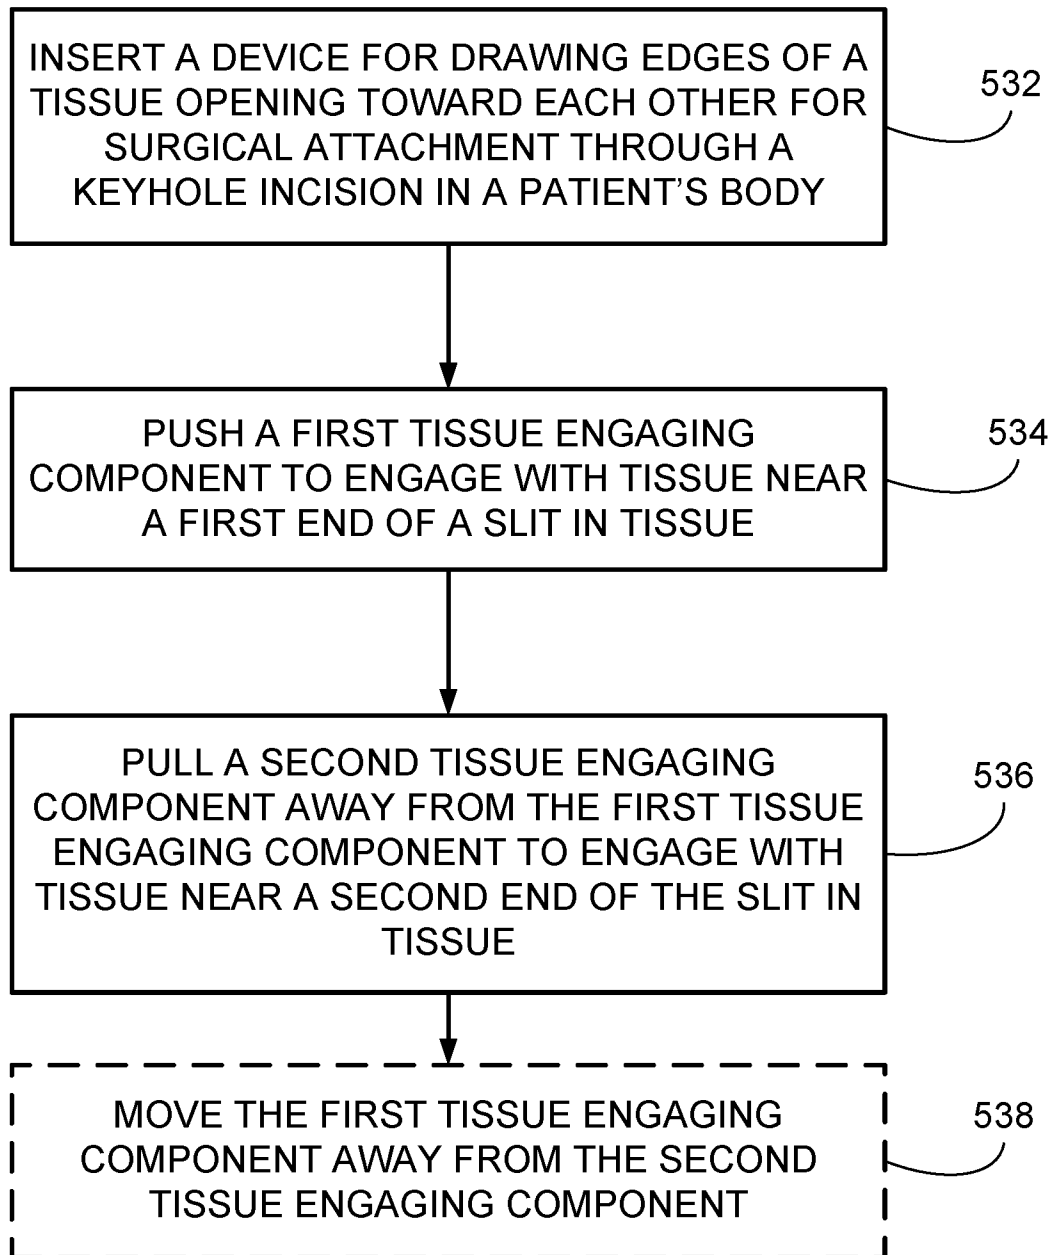 INSERT A DEVICE FOR DRAWING EDGES OF A
TISSUE OPENING TOWARD EACH OTHER FOR
SURGICAL ATTACHMENT THROUGH A
KEYHOLE INCISION IN A PATIENT'S BODY
532
PUSH A FIRST TISSUE ENGAGING
COMPONENT TO ENGAGE WITH TISSUE NEAR
A FIRST END OF A SLIT IN TISSUE
534
PULL A SECOND TISSUE ENGAGING
COMPONENT AWAY FROM THE FIRST TISSUE
ENGAGING COMPONENT TO ENGAGE WITH
TISSUE NEAR A SECOND END OF THE SLIT IN
TISSUE
536
MOVE THE FIRST TISSUE ENGAGING
COMPONENT AWAY FROM THE SECOND
TISSUE ENGAGING COMPONENT
538